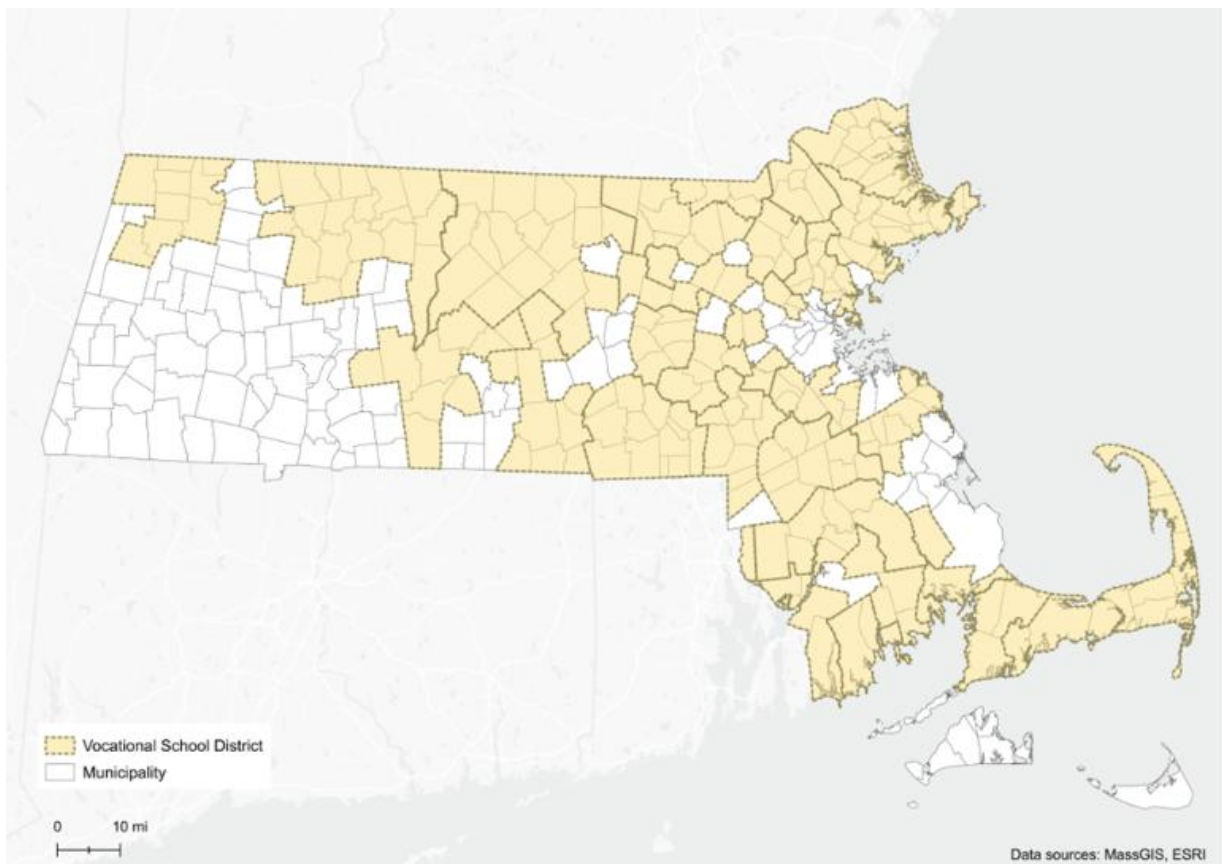 Vocational School District
Municipality
0 10 mi
Data sources: MassGIS, ESRI